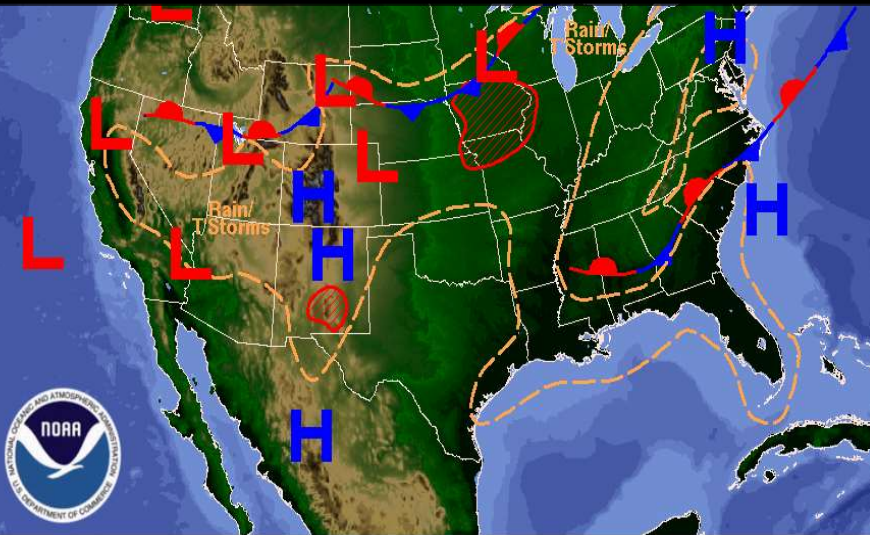 L
H
Rain/
T'Storms
L
L
L
L
L
H
Rain/
T'Storms
H
L
L
H
H
NATIONAL OCEANIC AND ATMOSPHERIC ADMINISTRATION
NOAA
U.S. DEPARTMENT OF COMMERCE